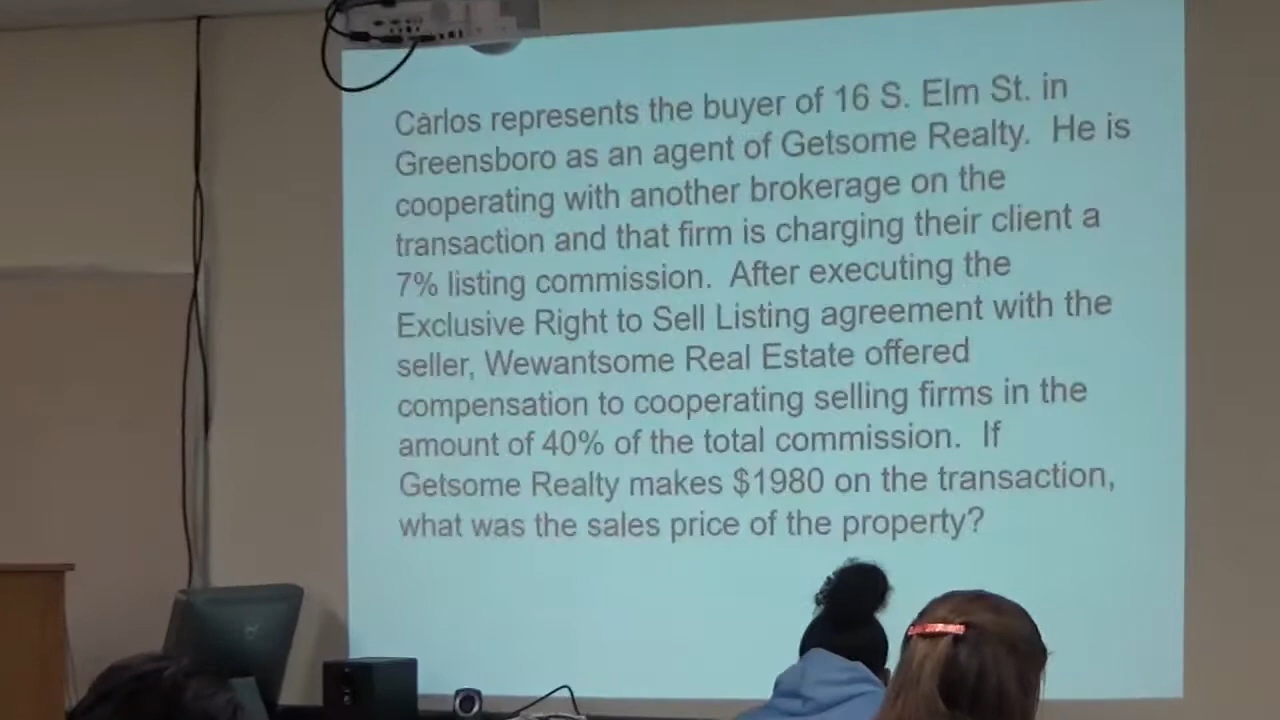 Carlos represents the buyer of 16 S. Elm St. in
Greensboro as an agent of Getsome Realty. He is
cooperating with another brokerage on the
transaction and that firm is charging their client a
7% listing commission. After executing the
Exclusive Right to Sell Listing agreement with the
seller, Wewantsome Real Estate offered
compensation to cooperating selling firms in the
amount of 40% of the total commission. If
Getsome Realty makes $1980 on the transaction,
what was the sales price of the property?